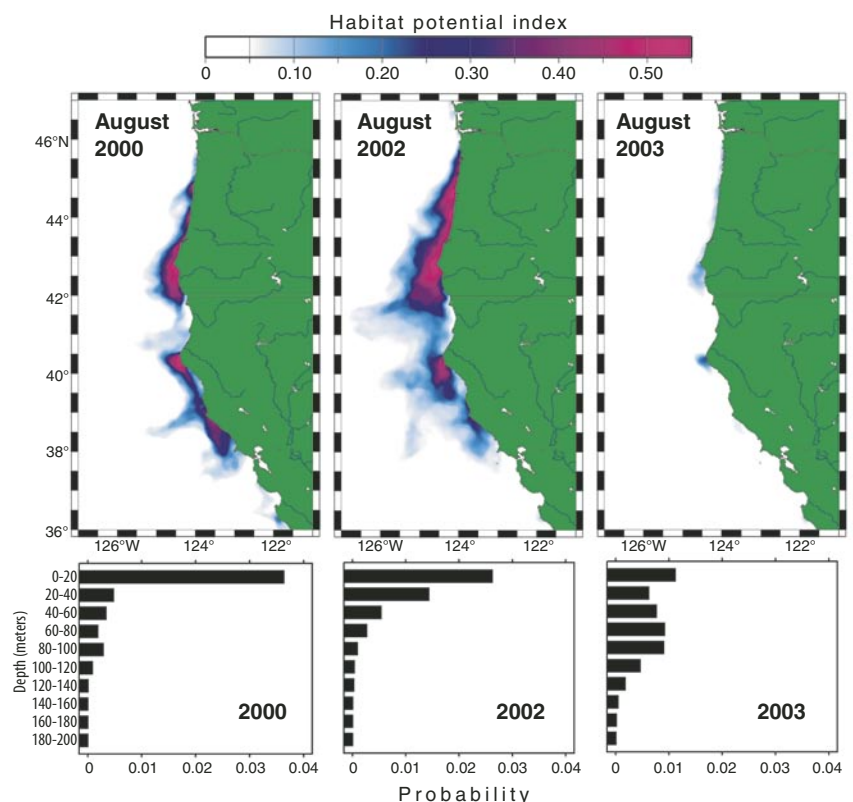 Habitat potential index
0 0.10 0.20 0.30 0.40 0.50
August
2000
August
2002
August
2003
46°N
44°
42°
40°
38°
36°
126°W 124° 122°
126°W 124° 122°
126°W 124° 122°
Depth (meters)
0-20
20-40
40-60
60-80
80-100
100-120
120-140
140-160
160-180
180-200
2000
2002
2003
0 0.01 0.02 0.03 0.04
0 0.01 0.02 0.03 0.04
0 0.01 0.02 0.03 0.04
Probability